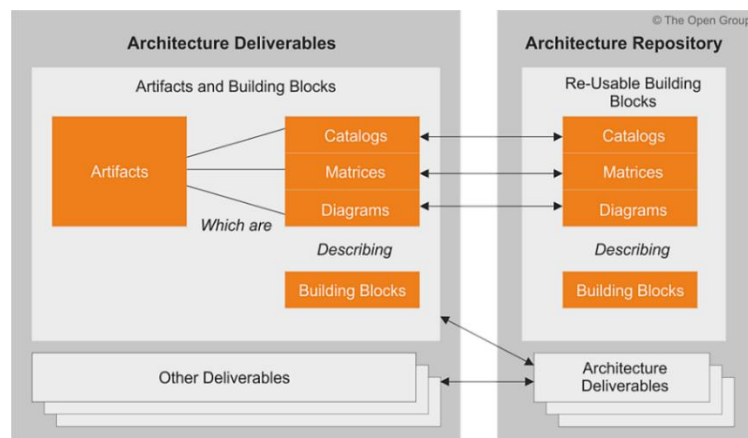 © The Open Group
Architecture Deliverables
Architecture Repository
Artifacts and Building Blocks
Re-Usable Building
Blocks
Artifacts
Which are
Catalogs
Matrices
Diagrams
Describing
Building Blocks
Catalogs
Matrices
Diagrams
Describing
Building Blocks
Other Deliverables
Architecture
Deliverables